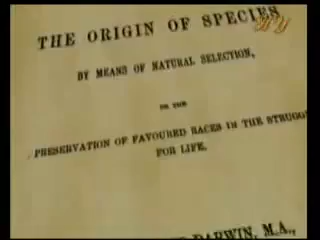 THE ORIGIN OF SPECIES
BY MEANS OF NATURAL SELECTION,
OR THE
PRESERVATION OF FAVOURED RACES IN THE STRUGG
FOR LIFE.
DARWIN, M.A.,